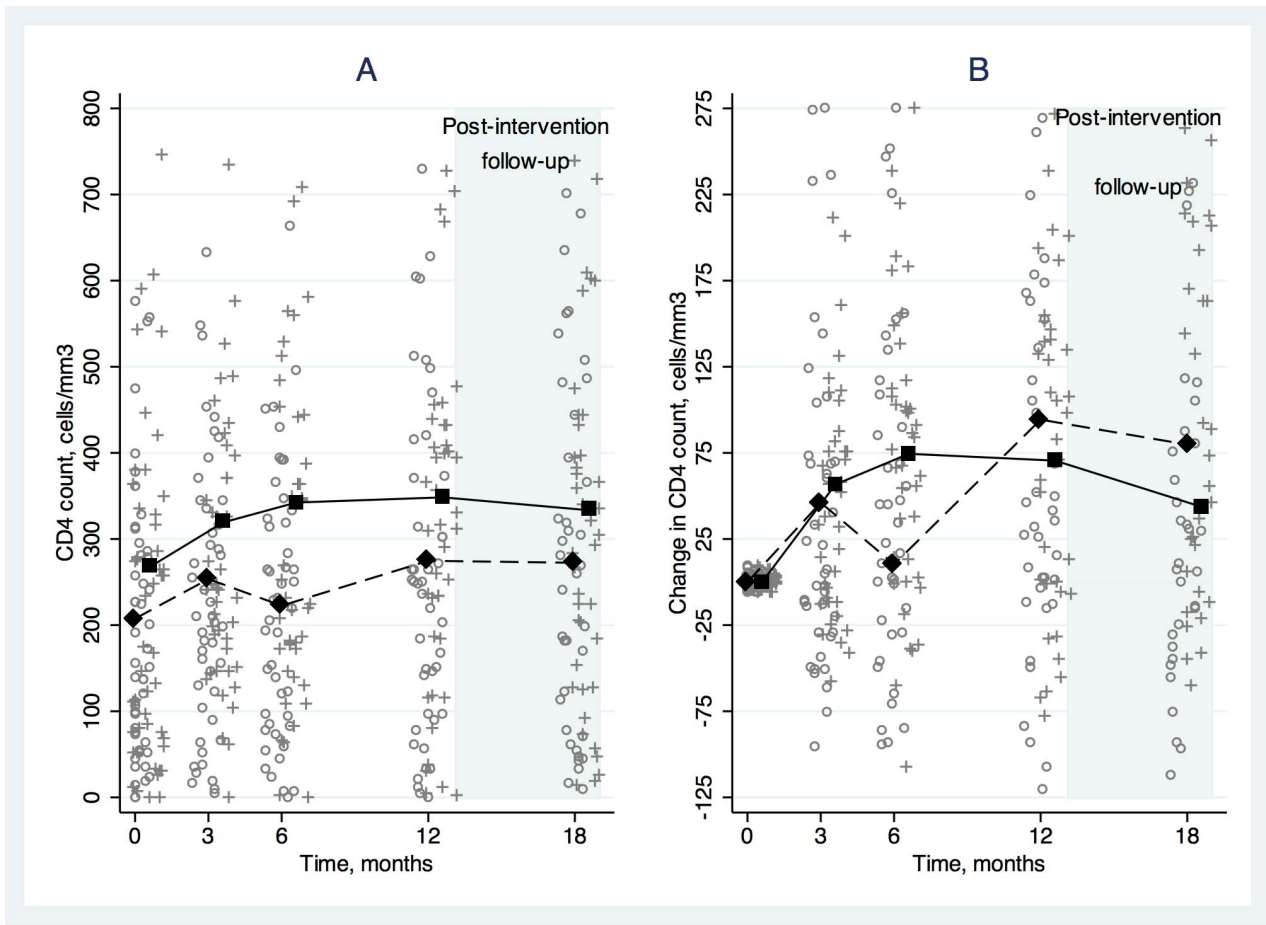 A
CD4 count, cells/mm3
800
700
600
500
400
300
200
100
0
Post-intervention
follow-up
0 3 6 12 18
Time, months
B
Change in CD4 count, cells/mm3
275
225
175
125
75
25
-25
-75
-125
Post-intervention
follow-up
0 3 6 12 18
Time, months